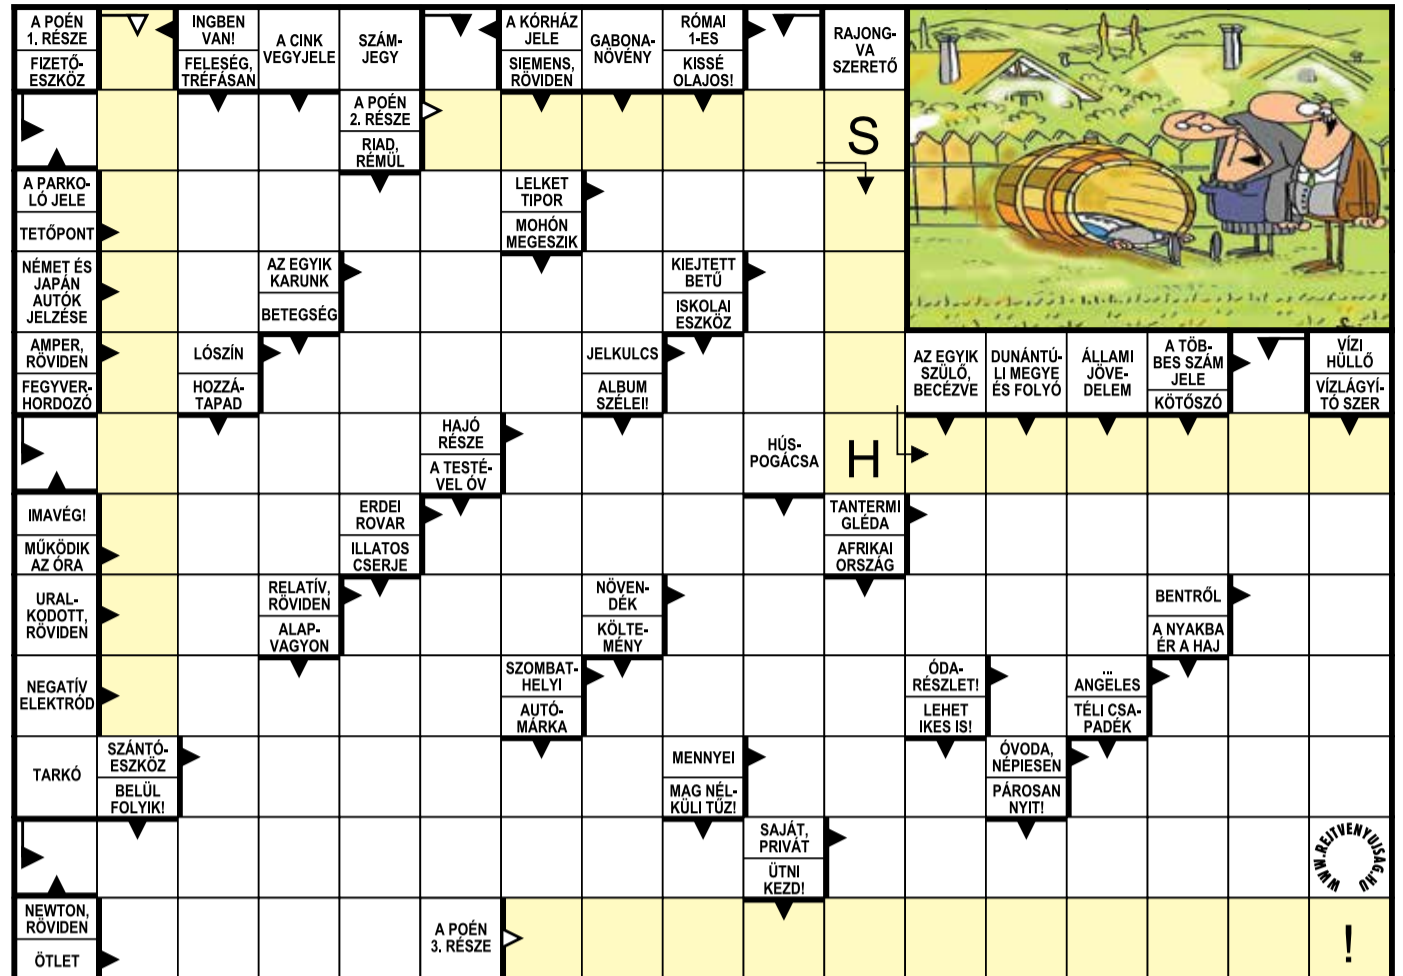 A POÉN
1. RÉSZE
FIZETŐ-
ESZKÖZ
INGBEN
VAN!
FELESÉG,
TRÉFÁSAN
A CINK
VEGYJELE
SZÁM-
JEGY
A KÓRHÁZ
JELE
SIEMENS,
RÖVIDEN
GABONA-
NÖVÉNY
RÓMAI
1-ES
KISSÉ
OLAJOS!
RAJONG-
VA
SZERETŐ
A POÉN
2. RÉSZE
RIAD,
RÉMÜL
S
A PARKO-
LÓ JELE
TETŐPONT
LELKET
TIPOR
MOHÓN
MEGESZIK
NÉMET ÉS
JAPÁN
AUTÓK
JELZÉSE
AZ EGYIK
KARUNK
BETEGSÉG
KIEJTETT
BETŰ
ISKOLAI
ESZKÖZ
AMPER,
RÖVIDEN
FEGYVER-
HORDOZÓ
LÓSZÍN
HOZZÁ-
TAPAD
JELKULCS
ALBUM
SZÉLEI!
AZ EGYIK
SZÜLŐ,
BECÉZVE
DUNÁNTÚ-
LI MEGYE
ÉS FOLYÓ
ÁLLAMI
JÖVE-
DELEM
A TÖB-
BES SZÁM
JELE
KÖTŐSZÓ
VÍZI
HÜLLŐ
VÍZLÁGYÍ-
TÓ SZER
HAJÓ
RÉSZE
A TESTÉ-
VEL ÓV
HÚS-
POGÁCSA
H
IMAVÉG!
MŰKÖDIK
AZ ÓRA
ERDEI
ROVAR
ILLATOS
CSERJE
TANTERMI
GLÉDA
AFRIKAI
ORSZÁG
URAL-
KODOTT,
RÖVIDEN
RELATÍV,
RÖVIDEN
ALAP-
VAGYON
NÖVEN-
DÉK
KÖLTE-
MÉNY
BENTRŐL
A NYAKBA
ÉR A HAJ
NEGATÍV
ELEKTRÓD
SZOMBAT-
HELYI
AUTÓ-
MÁRKA
ÓDA-
RÉSZLET!
LEHET
IKES IS!
...
ANGELES
TÉLI CSA-
PADÉK
TARKÓ
SZÁNTÓ-
ESZKÖZ
BELÜL
FOLYIK!
MENNYEI
MAG NÉL-
KÜLI TŰZ!
ÓVODA,
NÉPIESEN
PÁROSAN
NYIT!
SAJÁT,
PRIVÁT
ÜTNI
KEZD!
WWW.REJTVENYUJSAG.HU
NEWTON,
RÖVIDEN
ÖTLET
A POÉN
3. RÉSZE
!